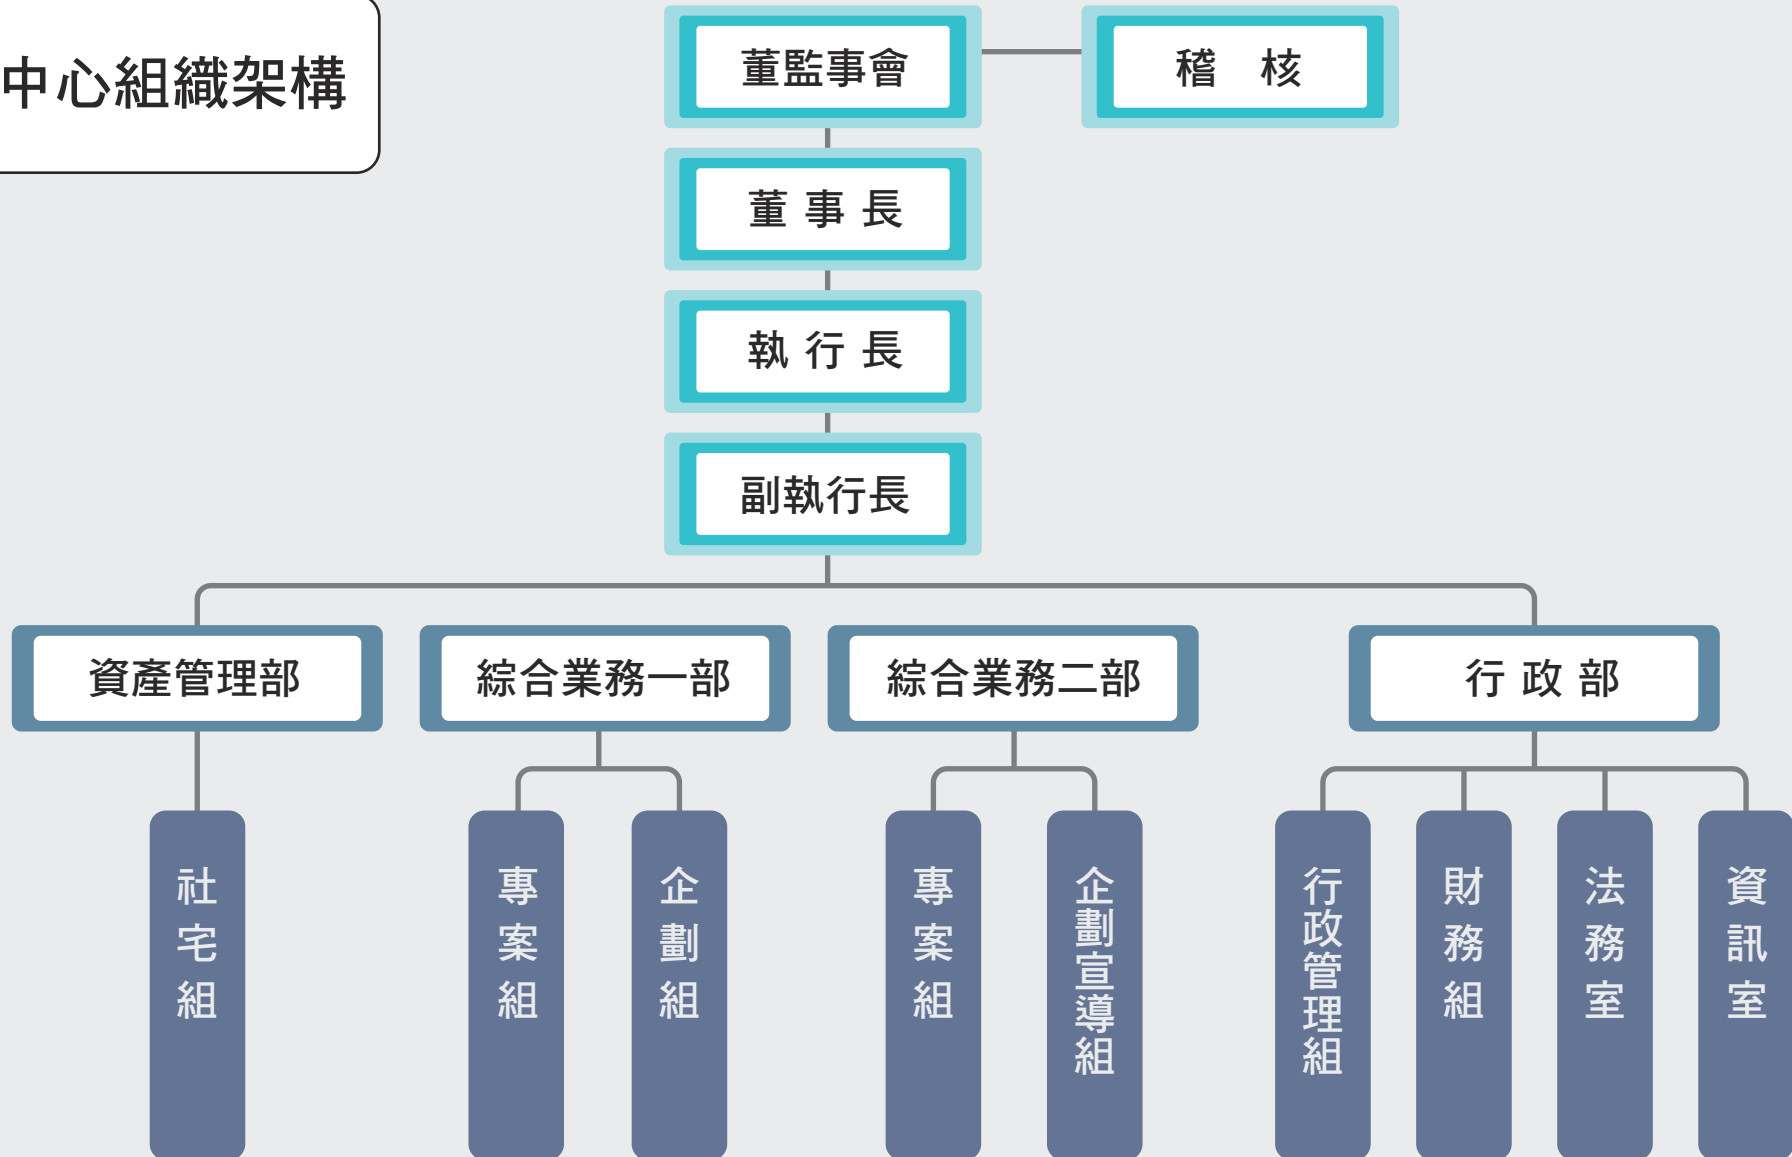 中心組織架構
董監事會
稽 核
董事長
執行長
副執行長
資產管理部
綜合業務一部
綜合業務二部
行政部
社宅組
專案組
企劃組
專案組
企劃宣導組
行政管理組
財務組
法務室
資訊室